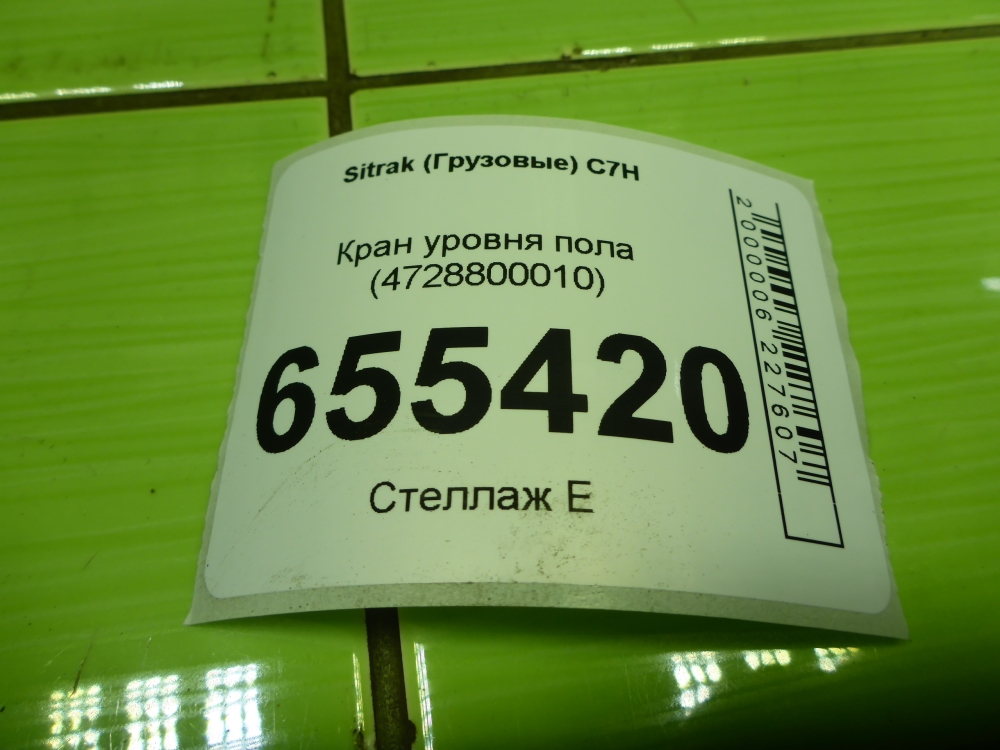 Sitrak (Грузовые) C7H
Кран уровня пола
(4728800010)
655420
Стеллаж Е
2000006227607